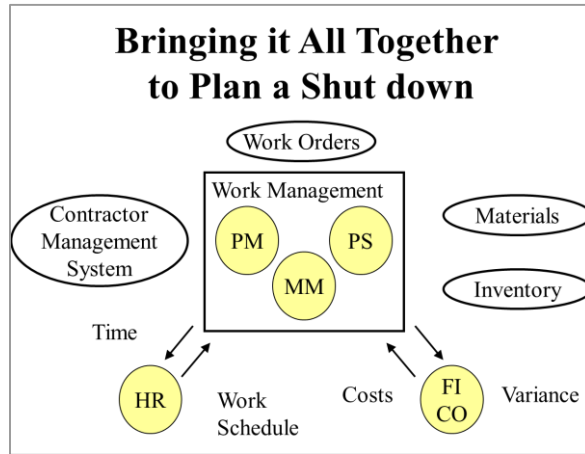 Bringing it All Together
to Plan a Shut down
Work Orders
Work Management
Contractor
Management
System
PM
PS
MM
Materials
Inventory
Time
HR
Work
Schedule
Costs
FI
CO
Variance